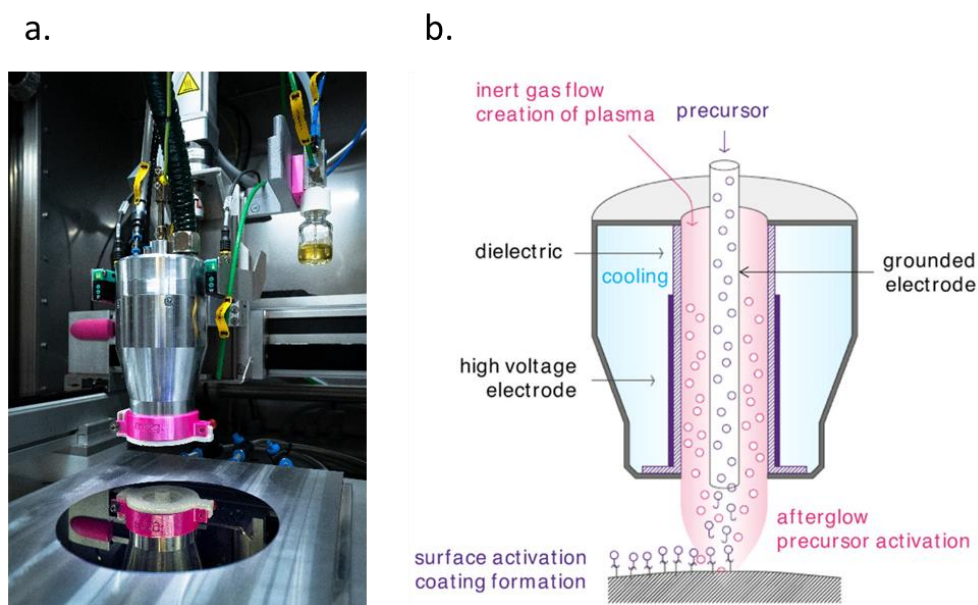 a.
b.
inert gas flow
creation of plasma
precursor
dielectric
cooling
grounded
electrode
high voltage
electrode
afterglow
precursor activation
surface activation
coating formation